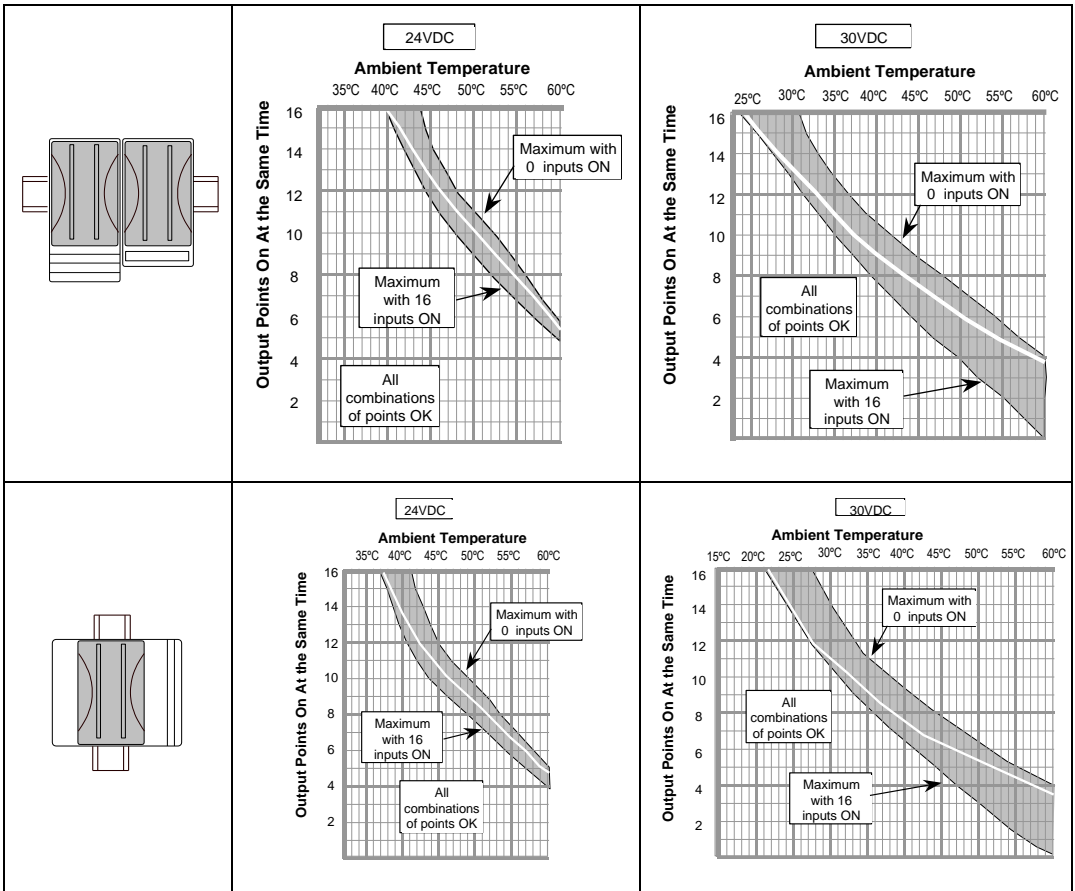 24VDC
Ambient Temperature
35ºC 40ºC 45ºC 50ºC 55ºC 60ºC
Output Points On At the Same Time
16
14
12
10
8
6
4
2
Maximum with
0 inputs ON
Maximum
with 16
inputs ON
All
combinations
of points OK
30VDC
Ambient Temperature
25ºC 30ºC 35ºC 40ºC 45ºC 50ºC 55ºC 60ºC
Output Points On At the Same Time
16
14
12
10
8
6
4
2
Maximum with
0 inputs ON
All
combinations
of points OK
Maximum
with 16
inputs ON
24VDC
Ambient Temperature
35ºC 40ºC 45ºC 50ºC 55ºC 60ºC
Output Points On At the Same Time
16
14
12
10
8
6
4
2
Maximum with
0 inputs ON
Maximum
with 16
inputs ON
All
combinations
of points OK
30VDC
Ambient Temperature
15ºC 20ºC 25ºC 30ºC 35ºC 40ºC 45ºC 50ºC 55ºC 60ºC
Output Points On At the Same Time
16
14
12
10
8
6
4
2
Maximum with
0 inputs ON
All
combinations
of points OK
Maximum
with 16
inputs ON